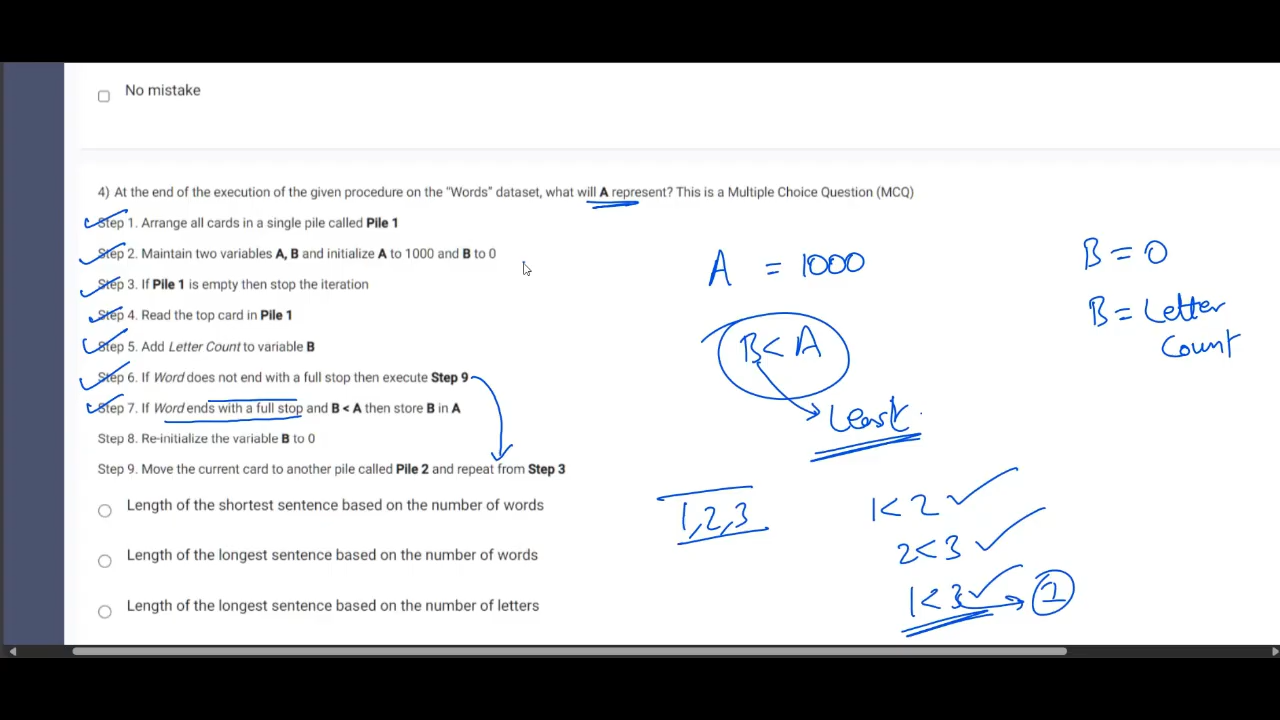 No mistake
4) At the end of the execution of the given procedure on the "Words" dataset, what will A represent? This is a Multiple Choice Question (MCQ)
Step 1. Arrange all cards in a single pile called Pile 1
Step 2. Maintain two variables A, B and initialize A to 1000 and B to 0
Step 3. If Pile 1 is empty then stop the iteration
Step 4. Read the top card in Pile 1
Step 5. Add Letter Count to variable B
Step 6. If Word does not end with a full stop then execute Step 9
Step 7. If Word ends with a full stop and B < A then store B in A
Step 8. Re-initialize the variable B to 0
Step 9. Move the current card to another pile called Pile 2 and repeat from Step 3
Length of the shortest sentence based on the number of words
Length of the longest sentence based on the number of words
Length of the longest sentence based on the number of letters
A = 1000
B < A
Least
1,2,3
1 < 2
2 < 3
1 < 3
1
B = 0
B = Letter
Count